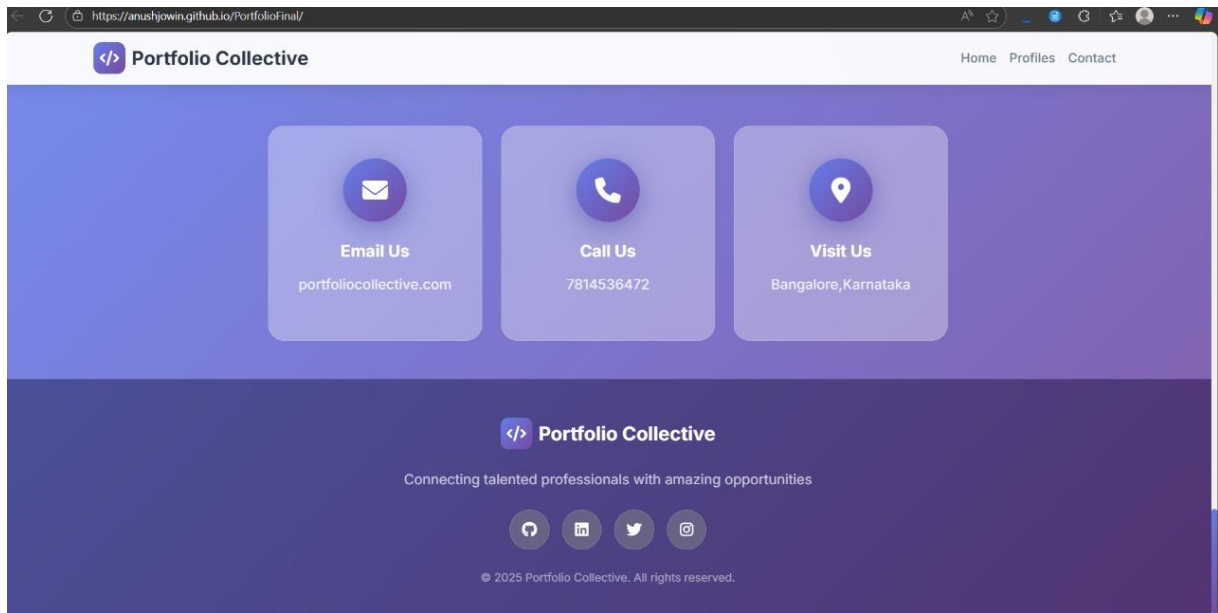 https://anushjowin.github.io/PortfolioFinal/
</> Portfolio Collective
Home Profiles Contact
Email Us
portfoliocollective.com
Call Us
7814536472
Visit Us
Bangalore,Karnataka
</> Portfolio Collective
Connecting talented professionals with amazing opportunities
© 2025 Portfolio Collective. All rights reserved.